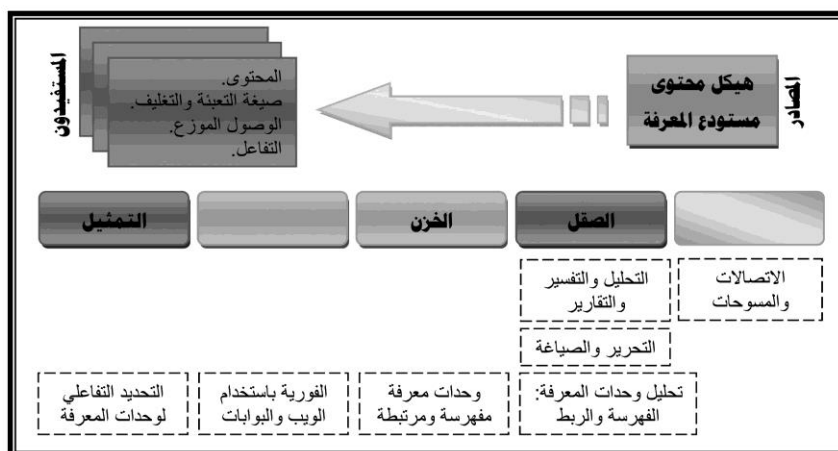 المصادر
هيكل محتوى
مستودع المعرفة
المستفيدون
المحتوى.
صيغة التعبئة والتغليف.
الوصول الموزع.
التفاعل.
الصقل
الخزن
التمثيل
الاتصالات
والمسوحات
التحليل والتفسير
والتقارير
التحرير والصياغة
تحليل وحدات المعرفة:
الفهرسة والربط
وحدات معرفة
مفهرسة ومرتبطة
الفورية باستخدام
الويب والبوابات
التحديد التفاعلي
لوحدات المعرفة